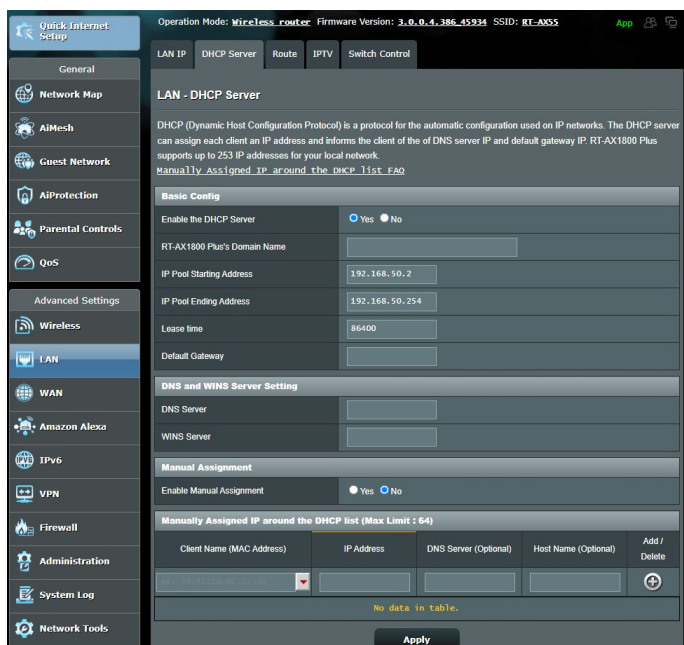 Quick Internet
Setup
General
Network Map
AiMesh
Guest Network
AiProtection
Parental Controls
QoS
Advanced Settings
Wireless
LAN
WAN
Amazon Alexa
IPv6
VPN
Firewall
Administration
System Log
Network Tools
Operation Mode: Wireless router Firmware Version: 3.0.0.4.386_45934 SSID: RT-AX55
App
LAN IP DHCP Server Route IPTV Switch Control
LAN - DHCP Server
DHCP (Dynamic Host Configuration Protocol) is a protocol for the automatic configuration used on IP networks. The DHCP server
can assign each client an IP address and informs the client of the of DNS server IP and default gateway IP. RT-AX1800 Plus
supports up to 253 IP addresses for your local network.
Manually Assigned IP around the DHCP list FAQ
Basic Config
Enable the DHCP Server Yes No
RT-AX1800 Plus's Domain Name
IP Pool Starting Address 192.168.50.2
IP Pool Ending Address 192.168.50.254
Lease time 86400
Default Gateway
DNS and WINS Server Setting
DNS Server
WINS Server
Manual Assignment
Enable Manual Assignment Yes No
Manually Assigned IP around the DHCP list (Max Limit : 64)
Client Name (MAC Address) IP Address DNS Server (Optional) Host Name (Optional) Add /
Delete
No data in table.
Apply